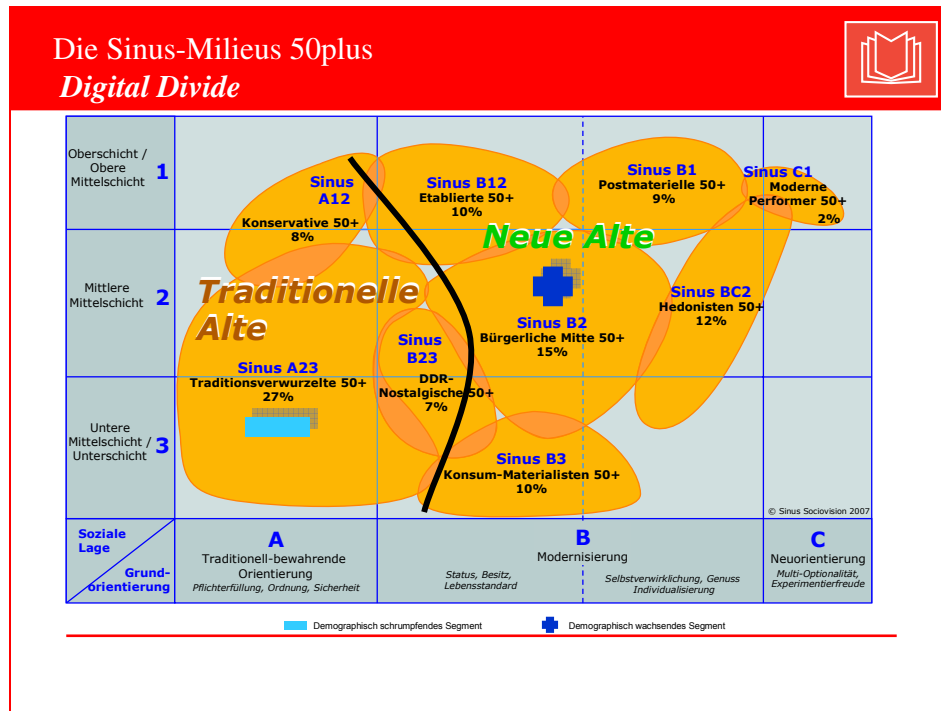 Die Sinus-Milieus 50plus
Digital Divide
Oberschicht /
Obere
Mittelschicht
1
Mittlere
Mittelschicht
2
Untere
Mittelschicht /
Unterschicht
3
Sinus
A12
Konservative 50+
8%
Sinus B12
Etablierte 50+
10%
Sinus B1
Postmaterielle 50+
9%
Sinus C1
Moderne
Performer 50+
2%
Neue Alte
Traditionelle
Alte
Sinus BC2
Hedonisten 50+
12%
Sinus B2
Bürgerliche Mitte 50+
15%
Sinus
B23
DDR-
Nostalgische 50+
7%
Sinus A23
Traditionsverwurzelte 50+
27%
Sinus B3
Konsum-Materialisten 50+
10%
© Sinus Sociovision 2007
Soziale
Lage
Grund-
orientierung
A
Traditionell-bewahrende
Orientierung
Pflichterfüllung, Ordnung, Sicherheit
B
Modernisierung
Status, Besitz,
Lebensstandard
Selbstverwirklichung, Genuss
Individualisierung
C
Neuorientierung
Multi-Optionalität,
Experimentierfreude
Demographisch schrumpfendes Segment
Demographisch wachsendes Segment